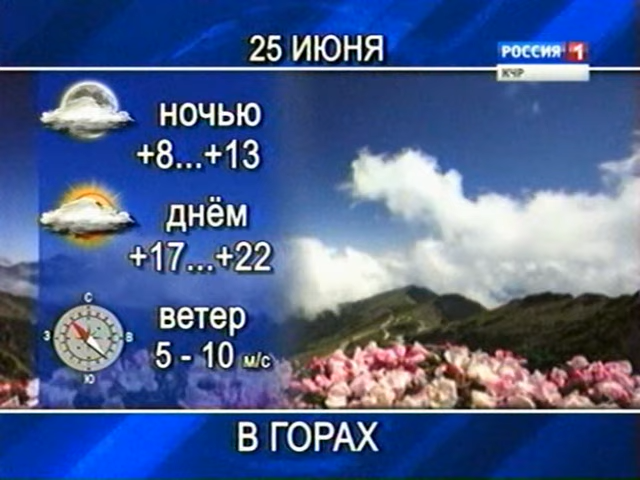 25 ИЮНЯ
РОССИЯ 1
КЧР
ночью
+8...+13
днём
+17...+22
ветер
5 - 10 м/с
С
З
В
Ю
В ГОРАХ